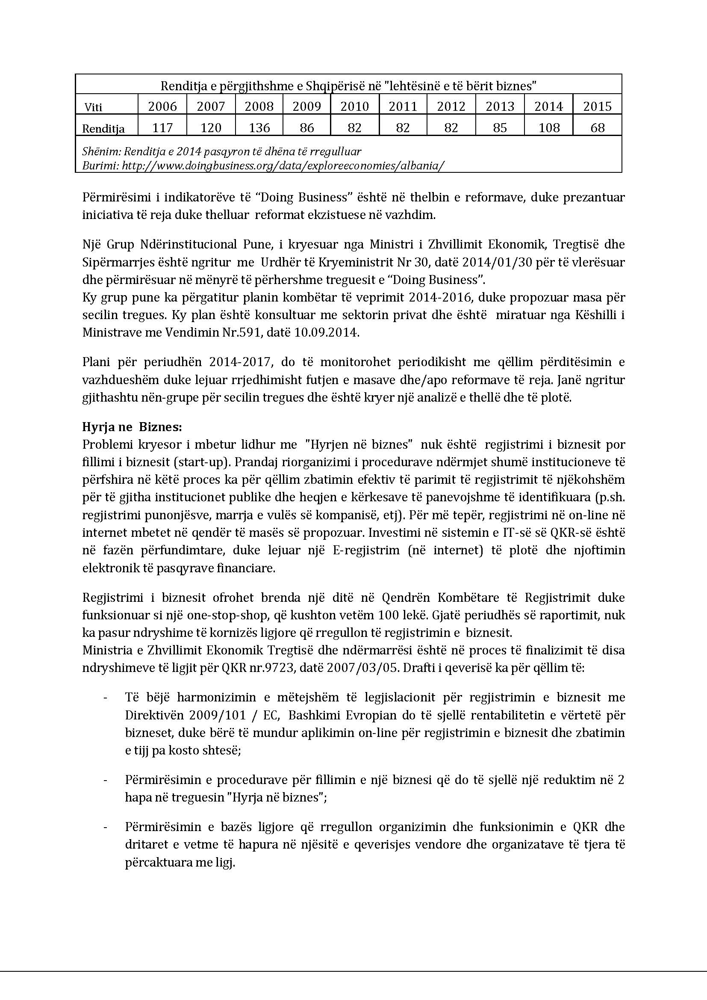 Renditja e përgjithshme e Shqipërisë në "lehtësinë e të bërit biznes"
Viti 2006 2007 2008 2009 2010 2011 2012 2013 2014 2015
Renditja 117 120 136 86 82 82 82 85 108 68
Shënim: Renditja e 2014 pasqyron të dhëna të rregulluar
Burimi: http://www.doingbusiness.org/data/exploreeconomies/albania/
Përmirësimi i indikatorëve të “Doing Business” është në thelbin e reformave, duke prezantuar
iniciativa të reja duke thelluar reformat ekzistuese në vazhdim.
Një Grup Ndërinstitucional Pune, i kryesuar nga Ministri i Zhvillimit Ekonomik, Tregtisë dhe
Sipërmarrjes është ngritur me Urdhër të Kryeministrit Nr 30, datë 2014/01/30 për të vlerësuar
dhe përmirësuar në mënyrë të përhershme treguesit e “Doing Business”.
Ky grup pune ka përgatitur planin kombëtar të veprimit 2014-2016, duke propozuar masa për
secilin tregues. Ky plan është konsultuar me sektorin privat dhe është miratuar nga Këshilli i
Ministrave me Vendimin Nr.591, datë 10.09.2014.
Plani për periudhën 2014-2017, do të monitorohet periodikisht me qëllim përditësimin e
vazhdueshëm duke lejuar rrjedhimisht futjen e masave dhe/apo reformave të reja. Janë ngritur
gjithashtu nën-grupe për secilin tregues dhe është kryer një analizë e thellë dhe të plotë.
Hyrja ne Biznes:
Problemi kryesor i mbetur lidhur me "Hyrjen në biznes" nuk është regjistrimi i biznesit por
fillimi i biznesit (start-up). Prandaj riorganizimi i procedurave ndërmjet shumë institucioneve të
përfshira në këtë proces ka për qëllim zbatimin efektiv të parimit të regjistrimit të njëkohshëm
për të gjitha institucionet publike dhe heqjen e kërkesave të panevojshme të identifikuara (p.sh.
regjistrimi punonjësve, marrja e vulës së kompanisë, etj). Për më tepër, regjistrimi në on-line në
internet mbetet në qendër të masës së propozuar. Investimi në sistemin e IT-së së QKR-së është
në fazën përfundimtare, duke lejuar një E-regjistrim (në internet) të plotë dhe njoftimin
elektronik të pasqyrave financiare.
Regjistrimi i biznesit ofrohet brenda një ditë në Qendrën Kombëtare të Regjistrimit duke
funksionuar si një one-stop-shop, që kushton vetëm 100 lekë. Gjatë periudhës së raportimit, nuk
ka pasur ndryshime të kornizës ligjore që rregullon të regjistrimin e biznesit.
Ministria e Zhvillimit Ekonomik Tregtisë dhe ndërmarrësi është në proces të finalizimit të disa
ndryshimeve të ligjit për QKR nr.9723, datë 2007/03/05. Drafti i qeverisë ka për qëllim të:
- Të bëjë harmonizimin e mëtejshëm të legjislacionit për regjistrimin e biznesit me
Direktivën 2009/101 / EC, Bashkimi Evropian do të sjellë rentabilitetin e vërtetë për
bizneset, duke bërë të mundur aplikimin on-line për regjistrimin e biznesit dhe zbatimin
e tijj pa kosto shtesë;
- Përmirësimin e procedurave për fillimin e një biznesi që do të sjellë një reduktim në 2
hapa në treguesin "Hyrja në biznes";
- Përmirësimin e bazës ligjore që rregullon organizimin dhe funksionimin e QKR dhe
dritaret e vetme të hapura në njësitë e qeverisjes vendore dhe organizatave të tjera të
përcaktuara me ligj.